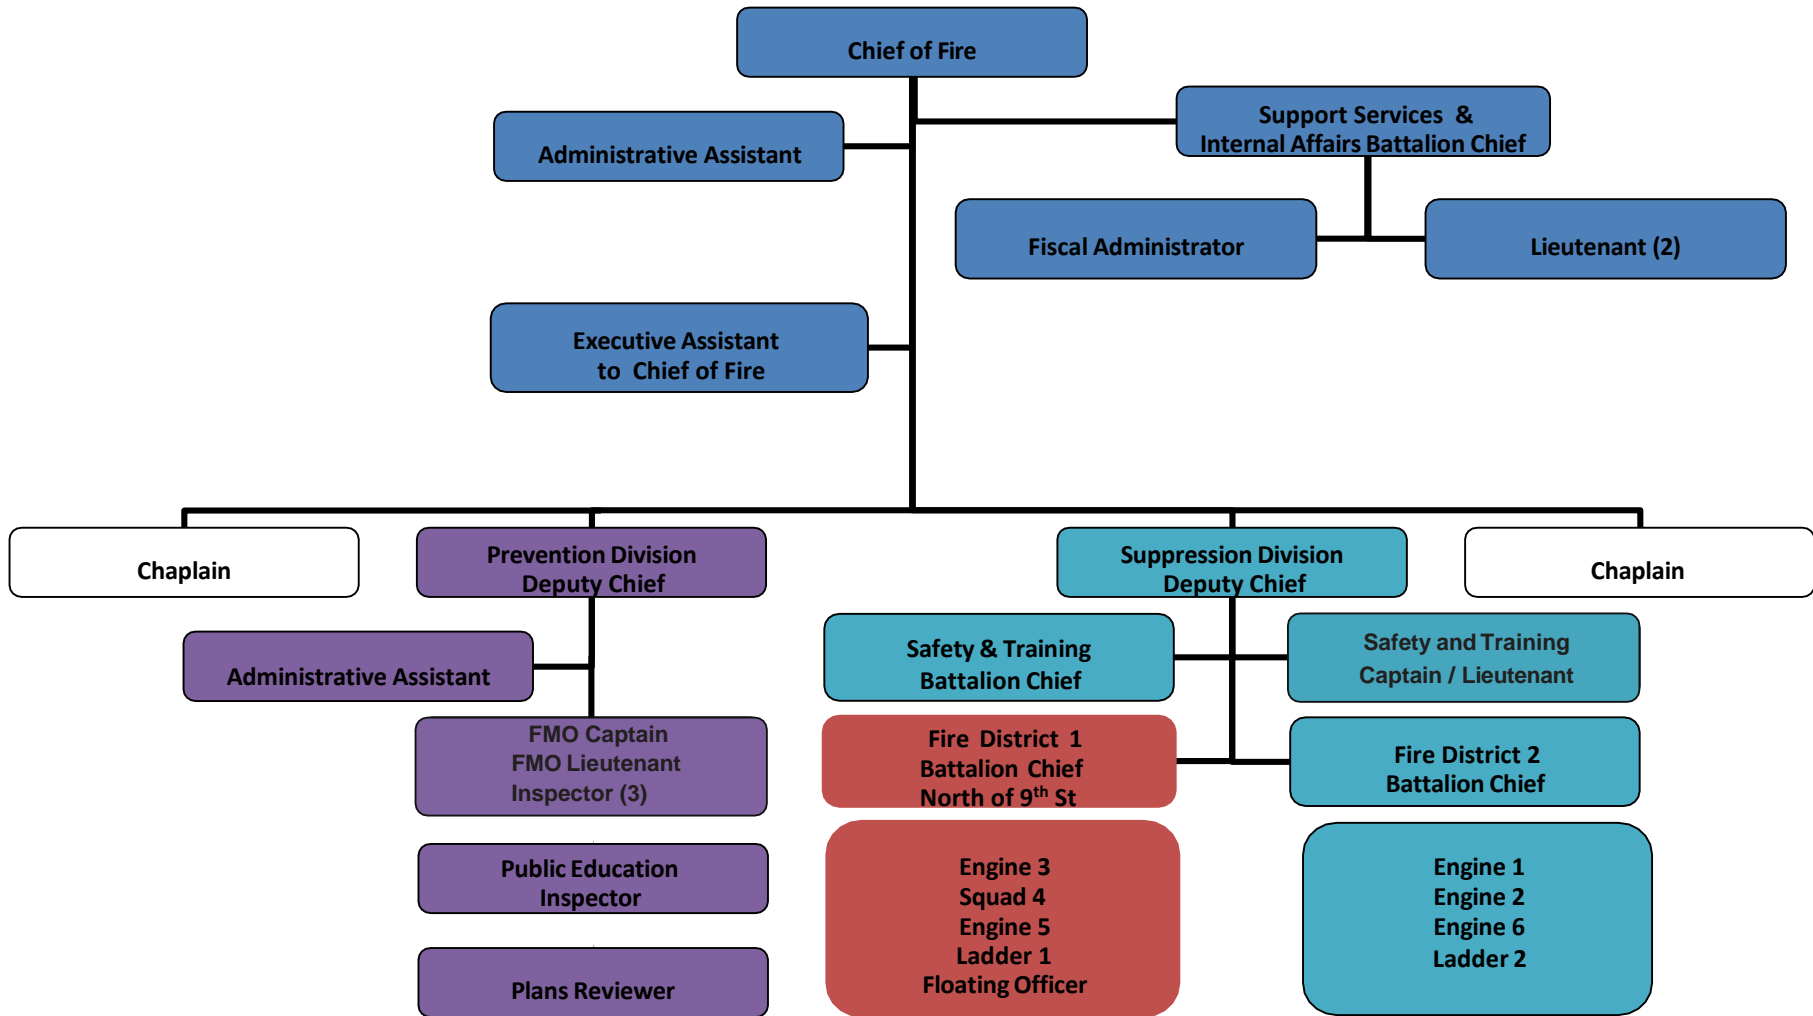 Chief of Fire
Support Services &
Internal Affairs Battalion Chief
Administrative Assistant
Fiscal Administrator
Lieutenant (2)
Executive Assistant
to Chief of Fire
Chaplain
Prevention Division
Deputy Chief
Suppression Division
Deputy Chief
Chaplain
Administrative Assistant
Safety & Training
Battalion Chief
Safety and Training
Captain / Lieutenant
FMO Captain
FMO Lieutenant
Inspector (3)
Fire District 1
Battalion Chief
North of 9th St
Fire District 2
Battalion Chief
Public Education
Inspector
Plans Reviewer
Engine 3
Squad 4
Engine 5
Ladder 1
Floating Officer
Engine 1
Engine 2
Engine 6
Ladder 2